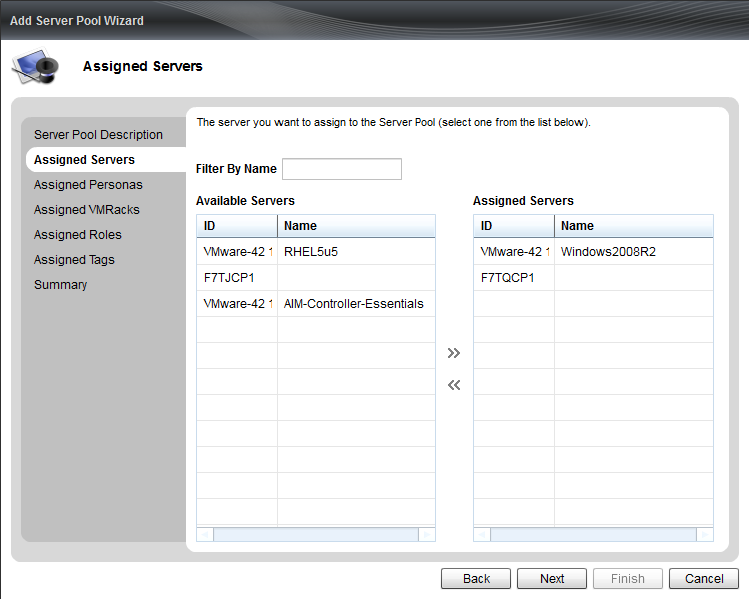 Add Server Pool Wizard
Assigned Servers
Server Pool Description
Assigned Servers
Assigned Personas
Assigned VMRacks
Assigned Roles
Assigned Tags
Summary
The server you want to assign to the Server Pool (select one from the list below).
Filter By Name
Available Servers
ID Name
VMware-42 1 RHEL5u5
F7TJCP1
VMware-42 1 AIM-Controller-Essentials
Assigned Servers
ID Name
VMware-42 1 Windows2008R2
F7TQCP1
Back Next Finish Cancel